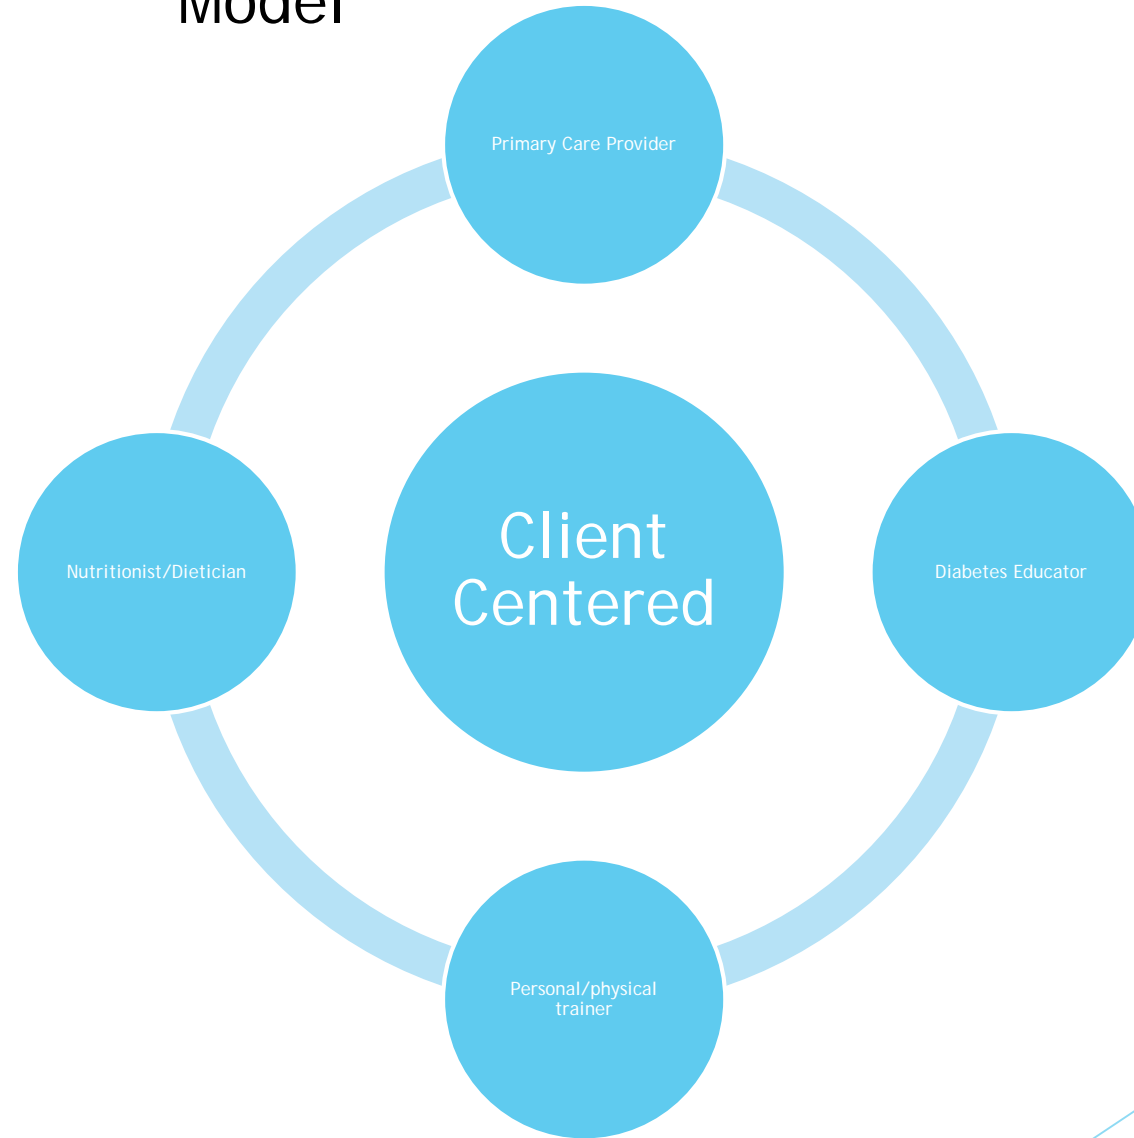 Model
Primary Care Provider
Client
Centered
Nutritionist/Dietician
Diabetes Educator
Personal/physical
trainer